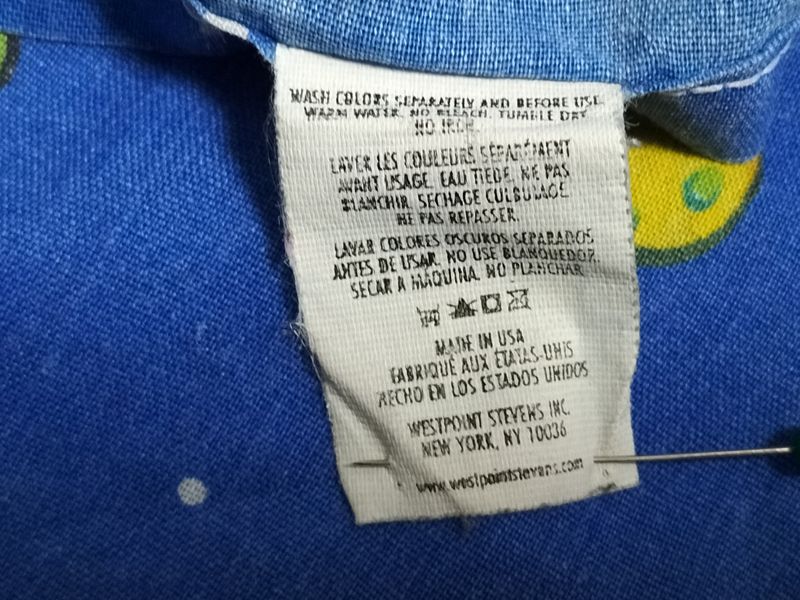 WASH COLORS SEPARATELY AND BEFORE USE.
WARM WATER. NO BLEACH. TUMBLE DRY
NO IRON.
LAVER LES COULEURS SÉPARÉMENT
AVANT USAGE. EAU TIEDE. NE PAS
BLANCHIR. SECHAGE CULBUTAGE.
NE PAS REPASSER.
LAVAR COLORES OSCUROS SEPARADOS
ANTES DE USAR. NO USE BLANQUEDOR.
SECAR A MAQUINA. NO PLANCHAR
MADE IN USA
FABRIQUÉ AUX ÉTATAS-UNIS
HECHO EN LOS ESTADOS UNIDOS
WESTPOINT STEVENS INC.
NEW YORK, NY 10036
www.westpointstevens.com